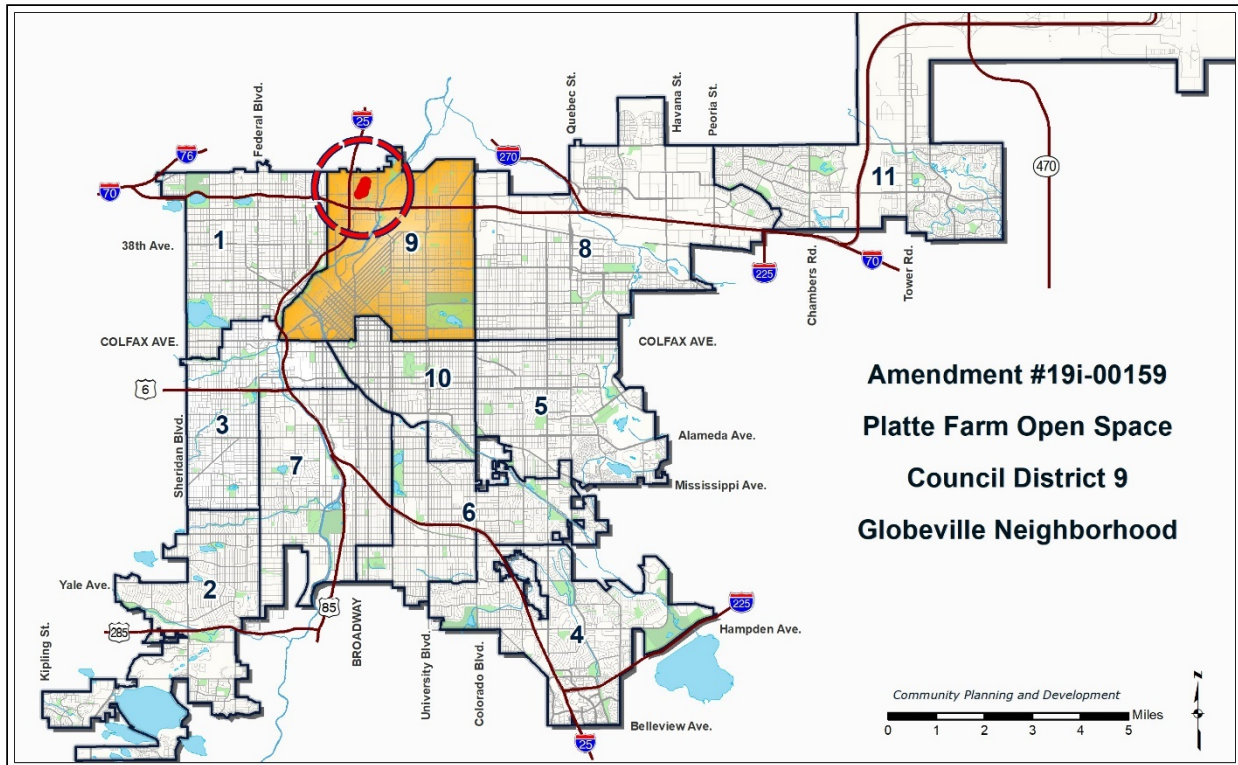 Federal Blvd.
Quebec St.
Havana St.
Peoria St.
25
76
270
70
470
11
38th Ave.
1
9
8
225
70
Chambers Rd.
Tower Rd.
COLFAX AVE.
COLFAX AVE.
6
10
5
3
Sheridan Blvd.
7
Alameda Ave.
Mississippi Ave.
6
Amendment #19i-00159
Platte Farm Open Space
Council District 9
Globeville Neighborhood
Yale Ave.
2
85
225
285
4
Hampden Ave.
Kipling St.
BROADWAY
University Blvd.
Colorado Blvd.
Belleview Ave.
25
Community Planning and Development
Miles
0 1 2 3 4 5
N